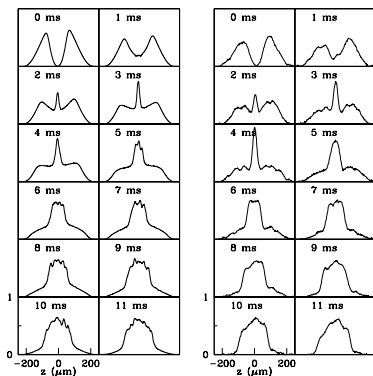 0 ms 1 ms 0 ms 1 ms
2 ms 3 ms 2 ms 3 ms
4 ms 5 ms 4 ms 5 ms
6 ms 7 ms 6 ms 7 ms
8 ms 9 ms 8 ms 9 ms
1 1
10 ms 11 ms 10 ms 11 ms
0 0
−200 0 200 −200 0 200
z (μm) z (μm)